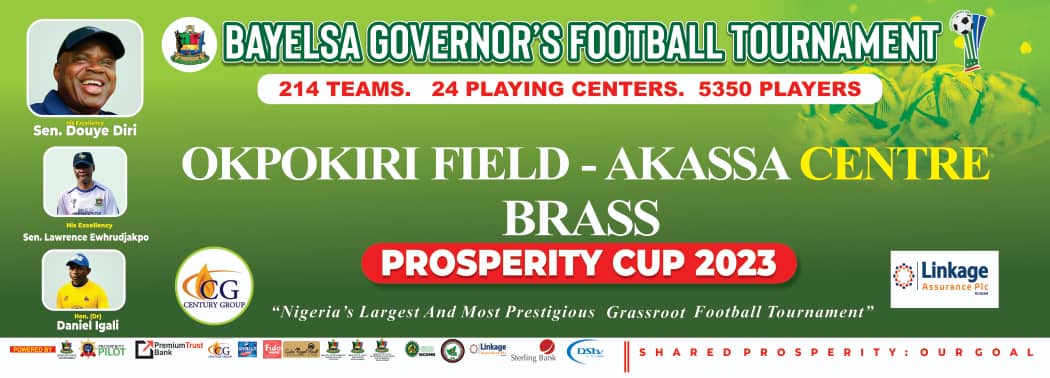 BAYELSA GOVERNOR'S FOOTBALL TOURNAMENT
214 TEAMS. 24 PLAYING CENTERS. 5350 PLAYERS
His Excellency
Sen. Douye Diri
His Excellency
Sen. Lawrence Ewhrudjakpo
Hon. (Dr)
Daniel Igali
OKPOKIRI FIELD - AKASSA CENTRE
BRASS
PROSPERITY CUP 2023
CG
CENTURY GROUP
Linkage
Assurance Plc
"Nigeria's Largest And Most Prestigious Grassroot Football Tournament"
POWERED BY:
PILOT
PremiumTrust
Bank
CG
Fidelity
NCDMB
Linkage
Sterling Bank
DStv
SHARED PROSPERITY: OUR GOAL